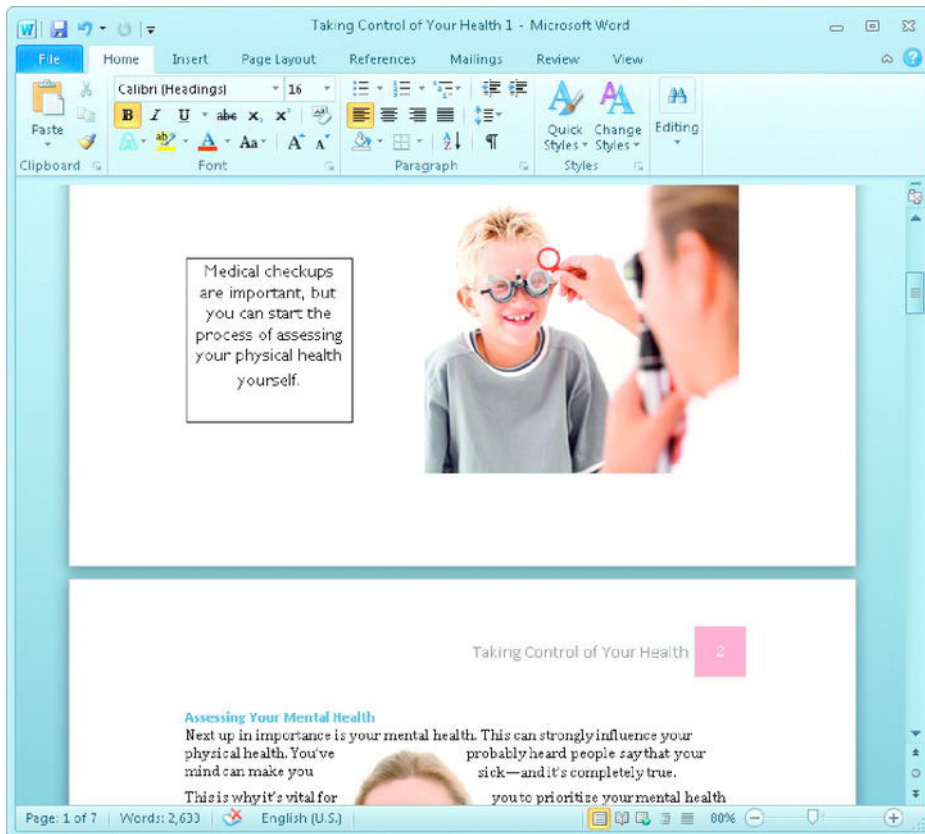 Taking Control of Your Health 1 - Microsoft Word
File Home Insert Page Layout References Mailings Review View
Calibri (Headings) 16
B I U abc x, x² Aa
A A Aa A A
Paste
Quick Styles
Change Styles
Editing
Clipboard Font Paragraph Styles
Medical checkups
are important, but
you can start the
process of assessing
your physical health
yourself.
Taking Control of Your Health 2
Assessing Your Mental Health
Next up in importance is your mental health. This can strongly influence your
physical health. You've probably heard people say that your
mind can make you sick—and it's completely true.
This is why it's vital for you to prioritize your mental health
Page: 1 of 7 Words: 2,633 English (U.S.) 80%